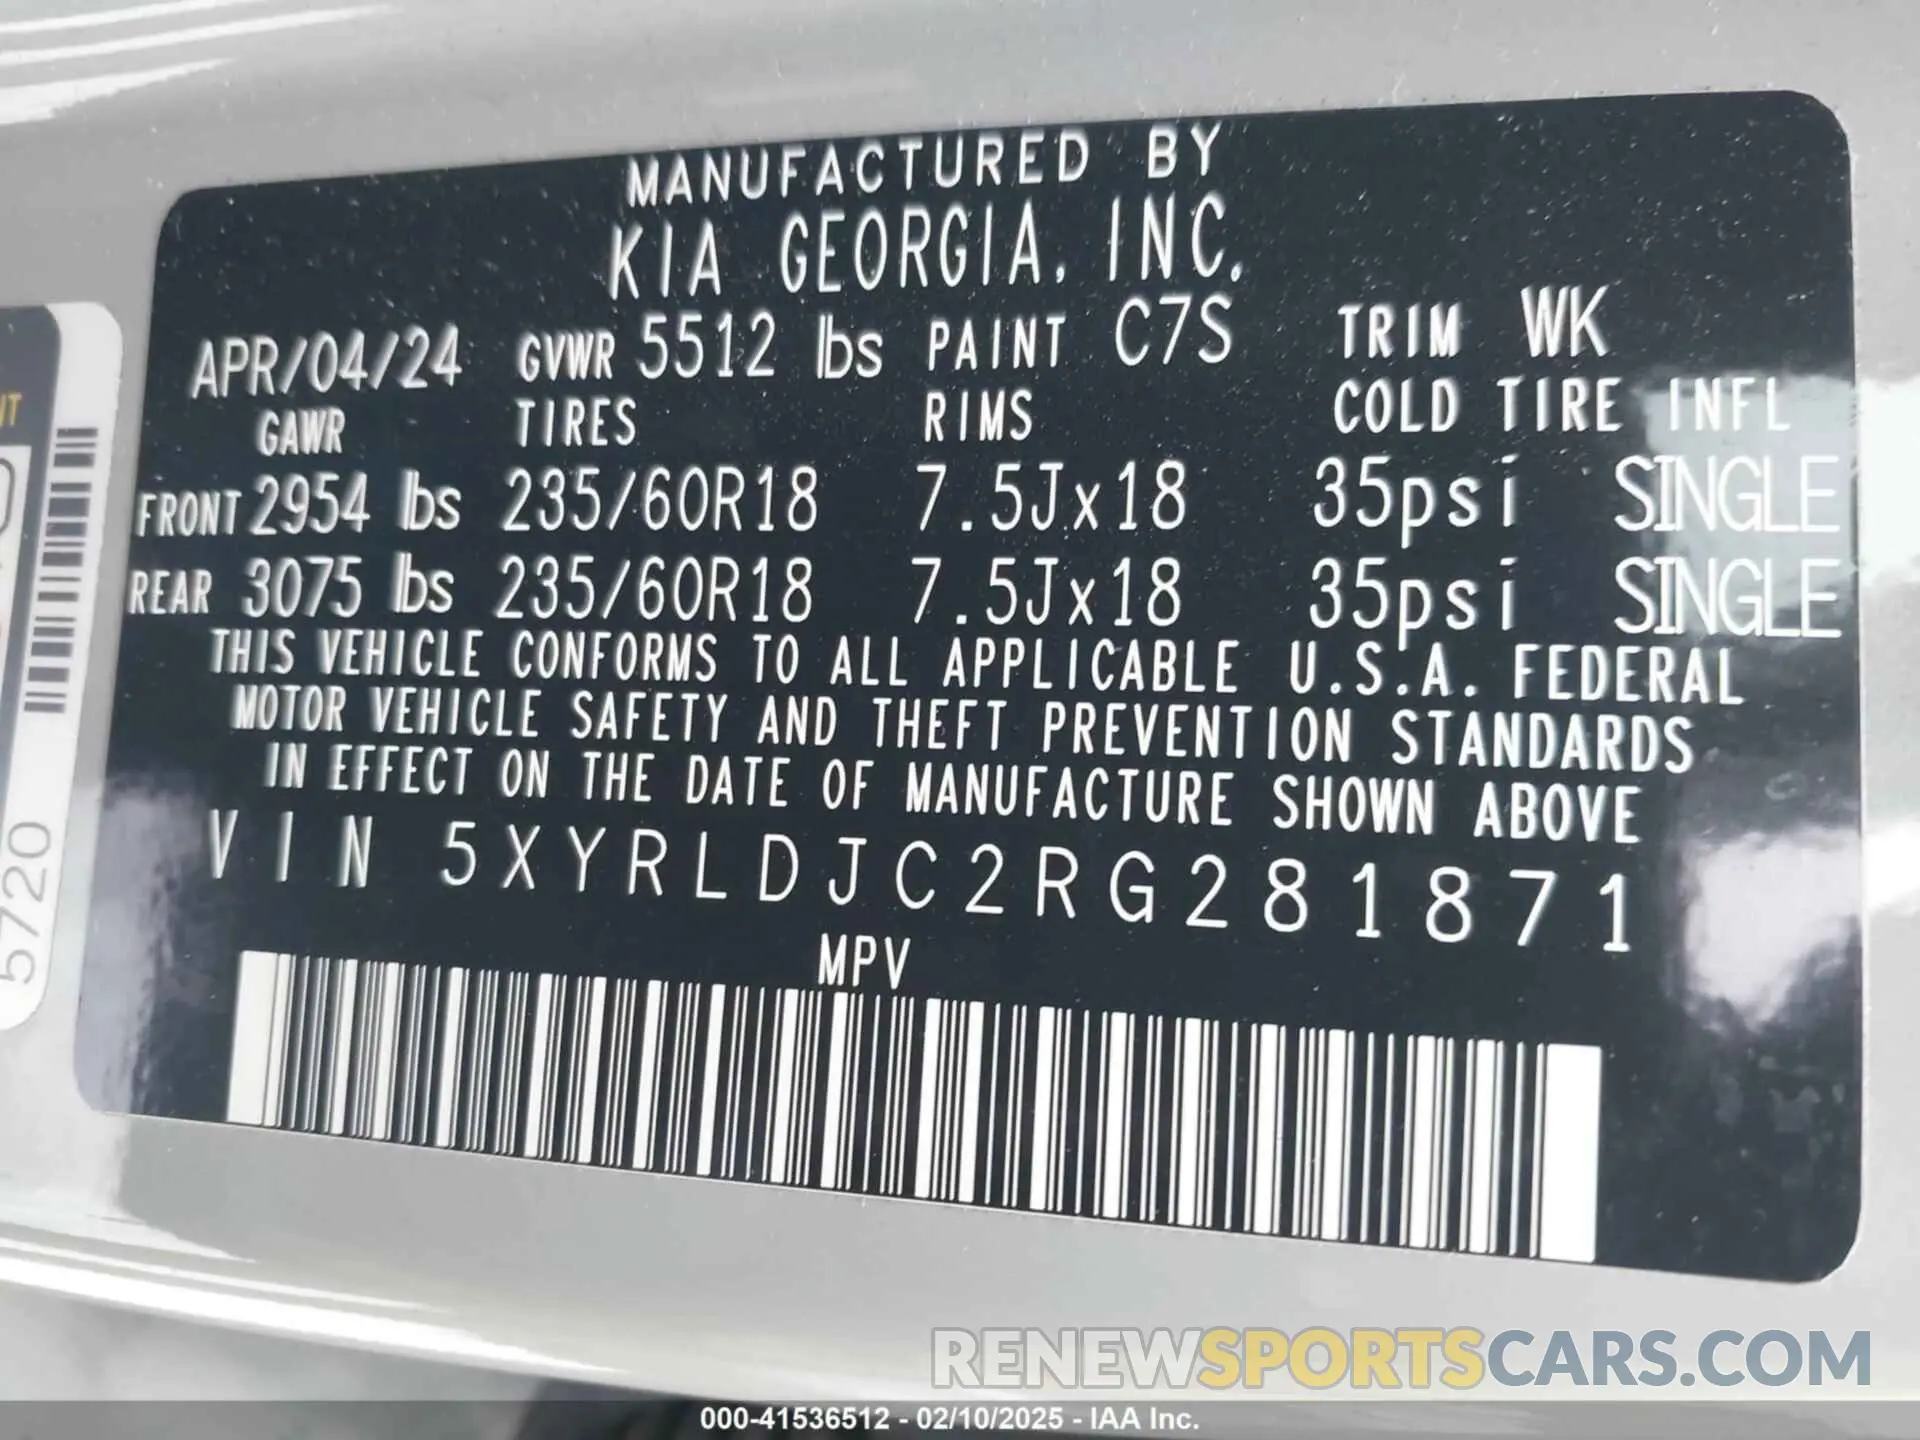 MANUFACTURED BY
KIA GEORGIA, INC.
APR/04/24 GVWR 5512 lbs PAINT C7S TRIM WK
GAWR TIRES RIMS COLD TIRE INFL
FRONT 2954 lbs 235/60R18 7.5Jx18 35psi SINGLE
REAR 3075 lbs 235/60R18 7.5Jx18 35psi SINGLE
THIS VEHICLE CONFORMS TO ALL APPLICABLE U.S.A. FEDERAL
MOTOR VEHICLE SAFETY AND THEFT PREVENTION STANDARDS
IN EFFECT ON THE DATE OF MANUFACTURE SHOWN ABOVE
VIN 5XYRLDJC2RG281871
MPV
5720
RENEWSPORTSCARS.COM
000-41536512 - 02/10/2025 - IAA Inc.